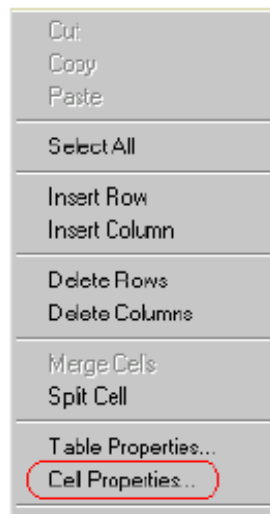 Cut
Copy
Paste
Select All
Insert Row
Insert Column
Delete Rows
Delete Columns
Merge Cells
Split Cell
Table Properties...
Cell Properties...